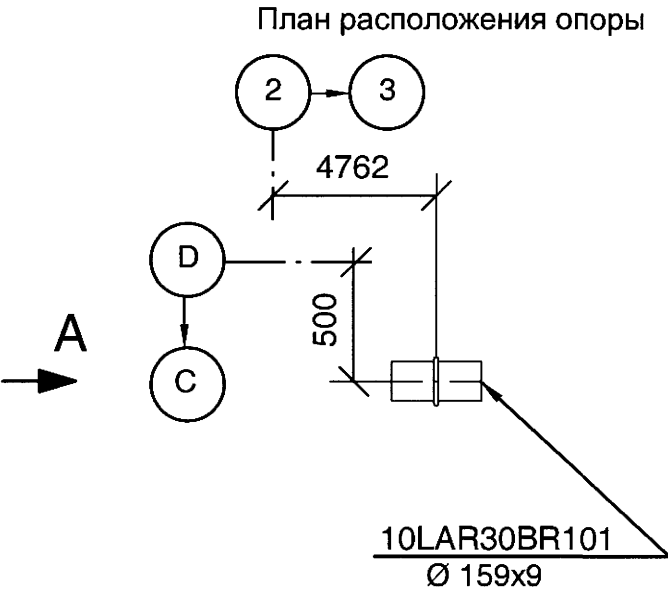 План расположения опоры
2
3
4762
D
500
A
C
10LAR30BR101
Ø 159x9